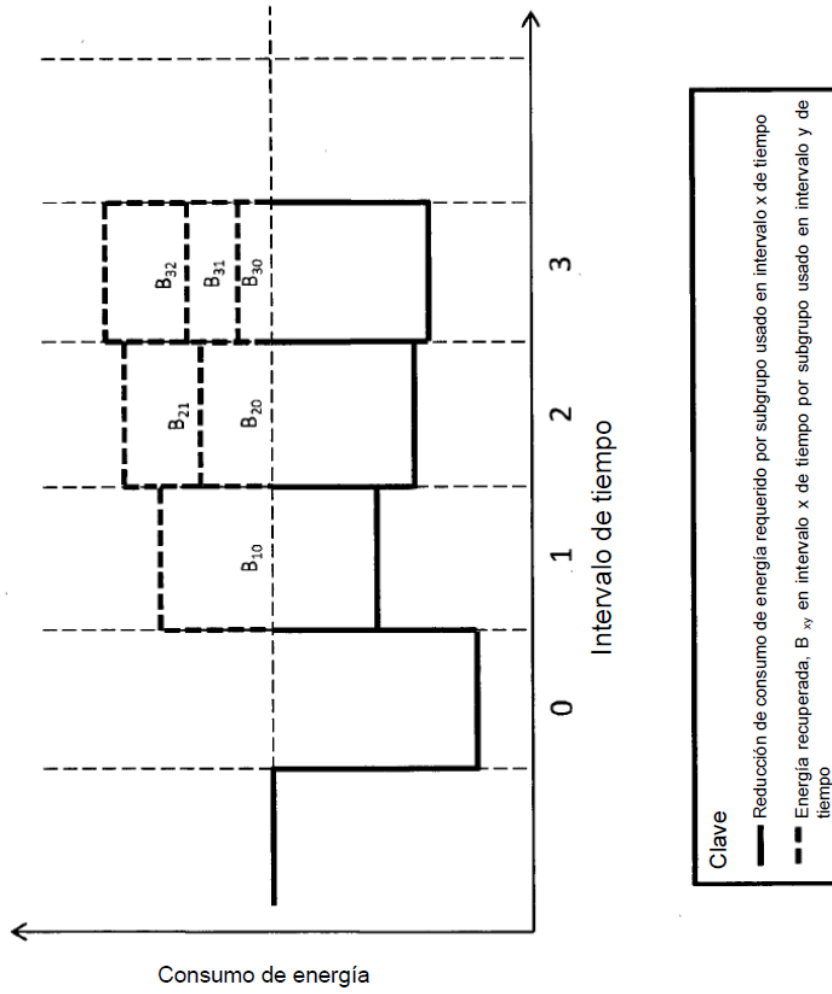 Consumo de energía
B10
B20
B21
B30
B31
B32
0
1
2
3
Intervalo de tiempo
Clave
Reducción de consumo de energía requerido por subgrupo usado en intervalo x de tiempo
Energía recuperada, B xy en intervalo x de tiempo por subgrupo usado en intervalo y de
tiempo